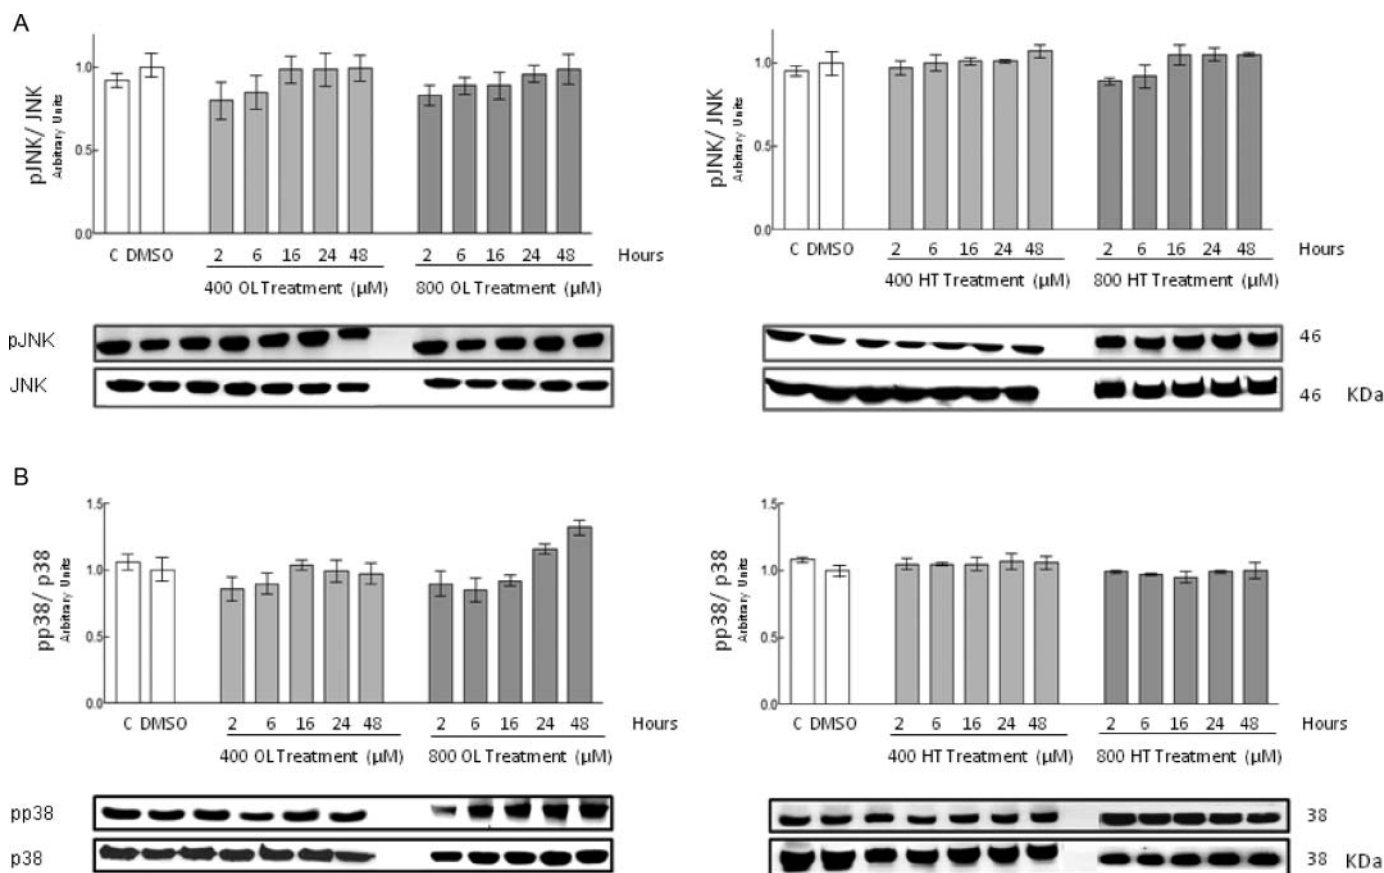 A
pJNK/ JNK
Arbitrary Units
1.0
0.5
0.0
C DMSO 2 6 16 24 48 2 6 16 24 48 Hours
400 OL Treatment (µM) 800 OL Treatment (µM)
pJNK/ JNK
Arbitrary Units
1.0
0.5
0.0
C DMSO 2 6 16 24 48 2 6 16 24 48 Hours
400 HT Treatment (µM) 800 HT Treatment (µM)
pJNK 46
JNK 46 KDa
B
pp38/ p38
Arbitrary Units
1.5
1.0
0.5
0.0
C DMSO 2 6 16 24 48 2 6 16 24 48 Hours
400 OL Treatment (µM) 800 OL Treatment (µM)
pp38/ p38
Arbitrary Units
1.5
1.0
0.5
0.0
C DMSO 2 6 16 24 48 2 6 16 24 48 Hours
400 HT Treatment (µM) 800 HT Treatment (µM)
pp38 38
p38 38 KDa